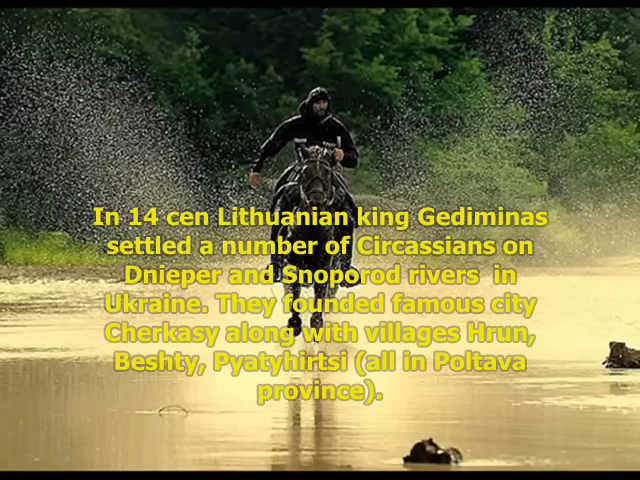 In 14 cen Lithuanian king Gediminas
settled a number of Circassians on
Dnieper and Snoporod rivers in
Ukraine. They founded famous city
Cherkasy along with villages Hrun,
Beshty, Pyatyhirtsi (all in Poltava
province).